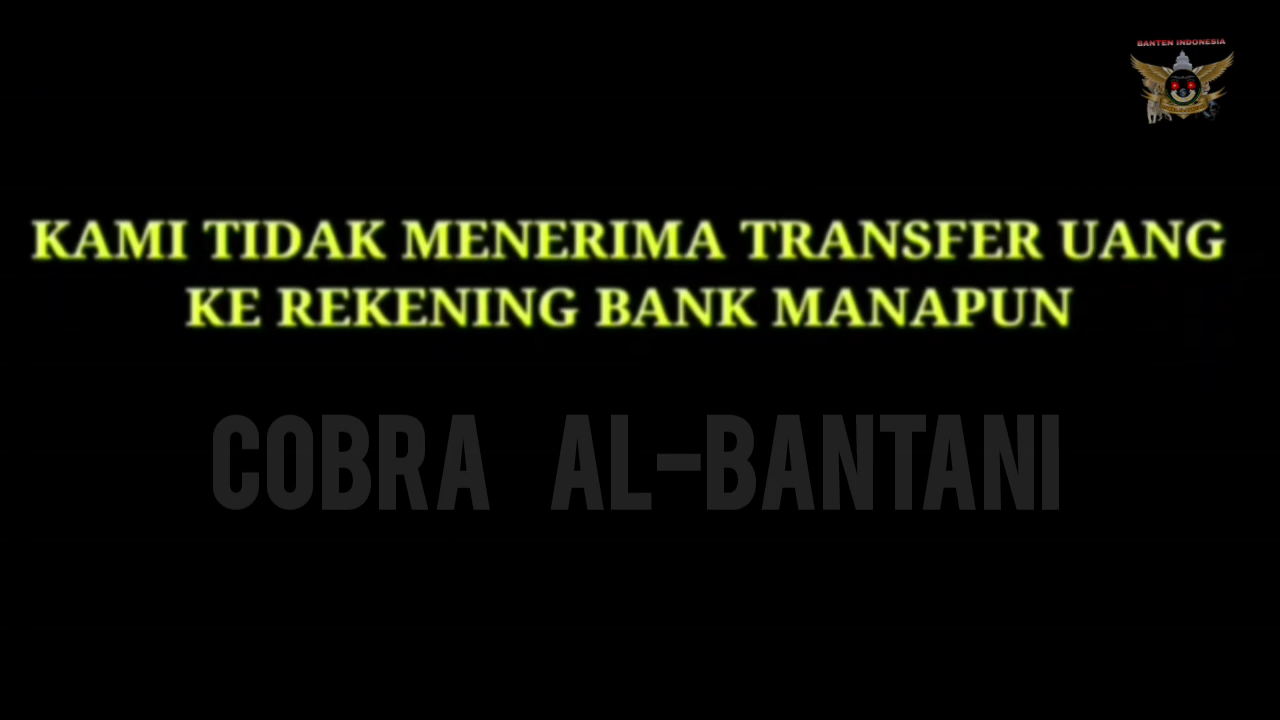 BANTEN INDONESIA
KAMI TIDAK MENERIMA TRANSFER UANG
KE REKENING BANK MANAPUN
COBRA AL-BANTANI